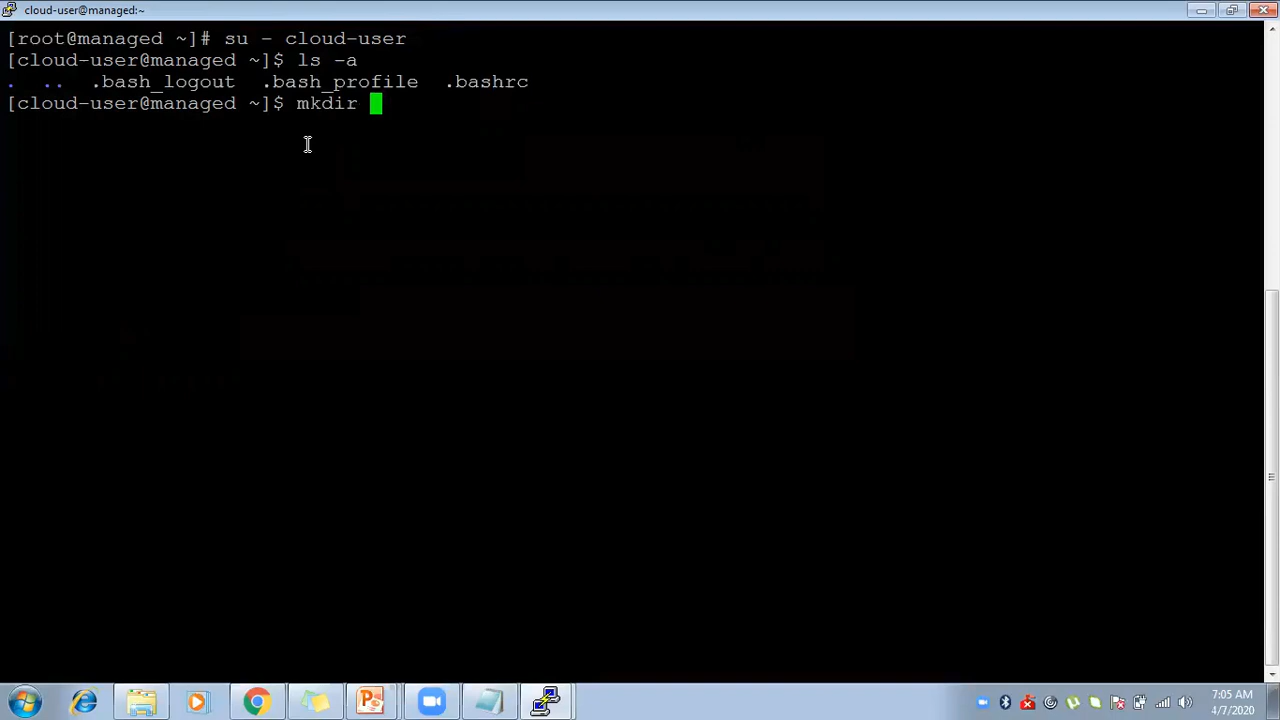 cloud-user@managed:~
[root@managed ~]# su - cloud-user
[cloud-user@managed ~]$ ls -a
.  ..  .bash_logout  .bash_profile  .bashrc
[cloud-user@managed ~]$ mkdir
7:05 AM
4/7/2020